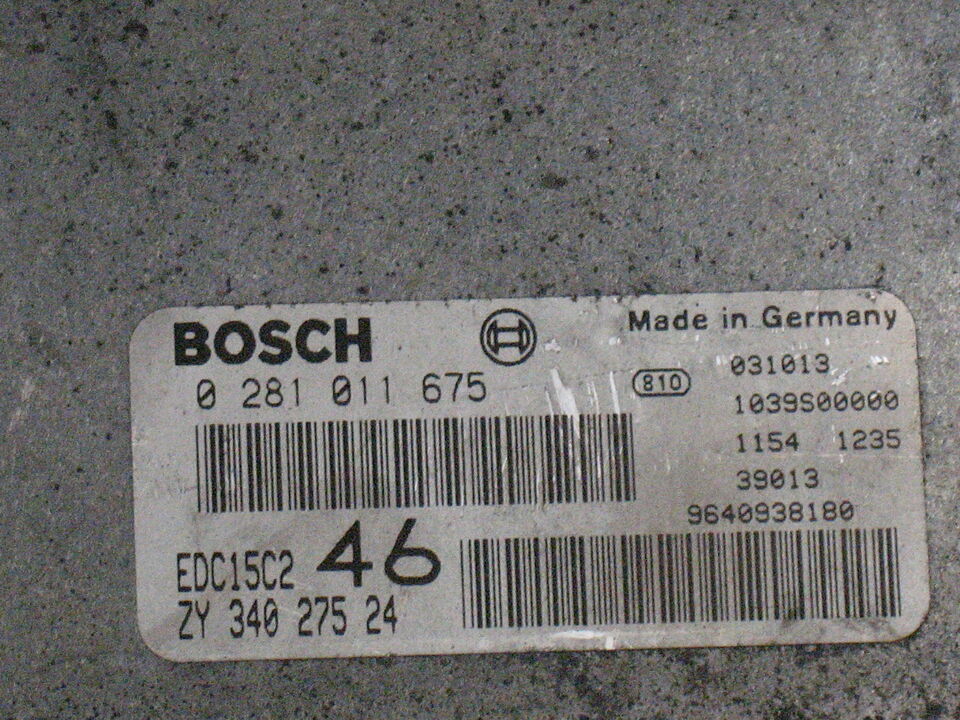 BOSCH
Made in Germany
0 281 011 675
810
031013
1039S00000
1154 1235
39013
9640938180
EDC15C2 46
ZY 340 275 24